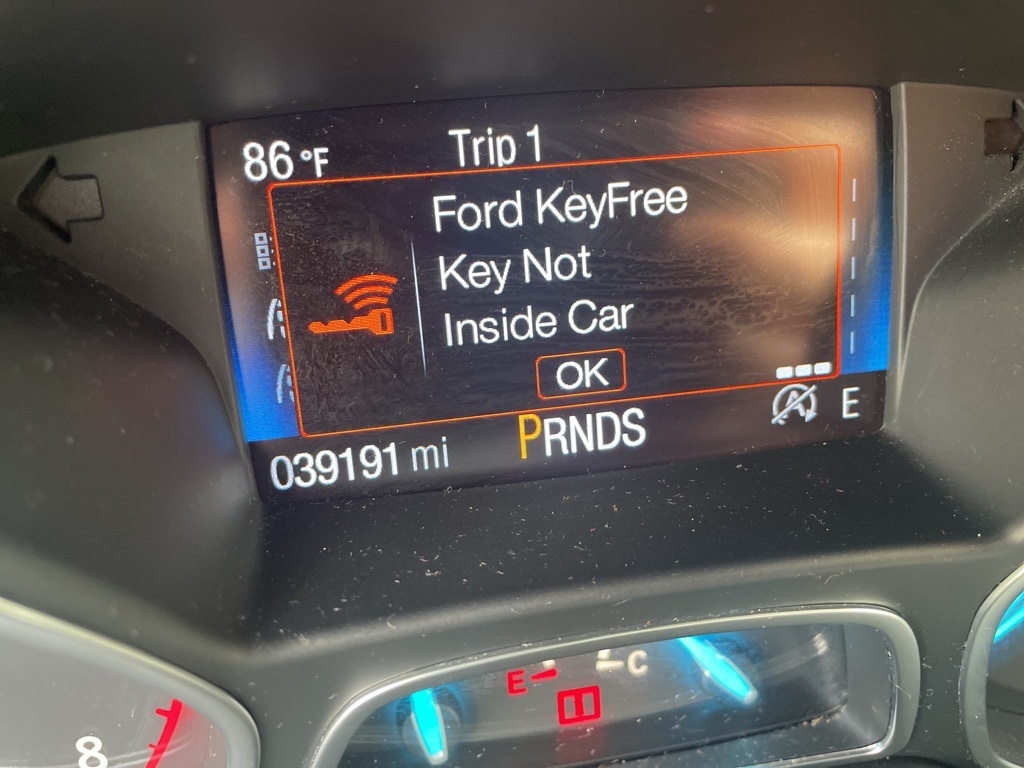 86 °F Trip 1
Ford KeyFree
Key Not
Inside Car
OK
A E
039191 mi PRNDS
E C
8